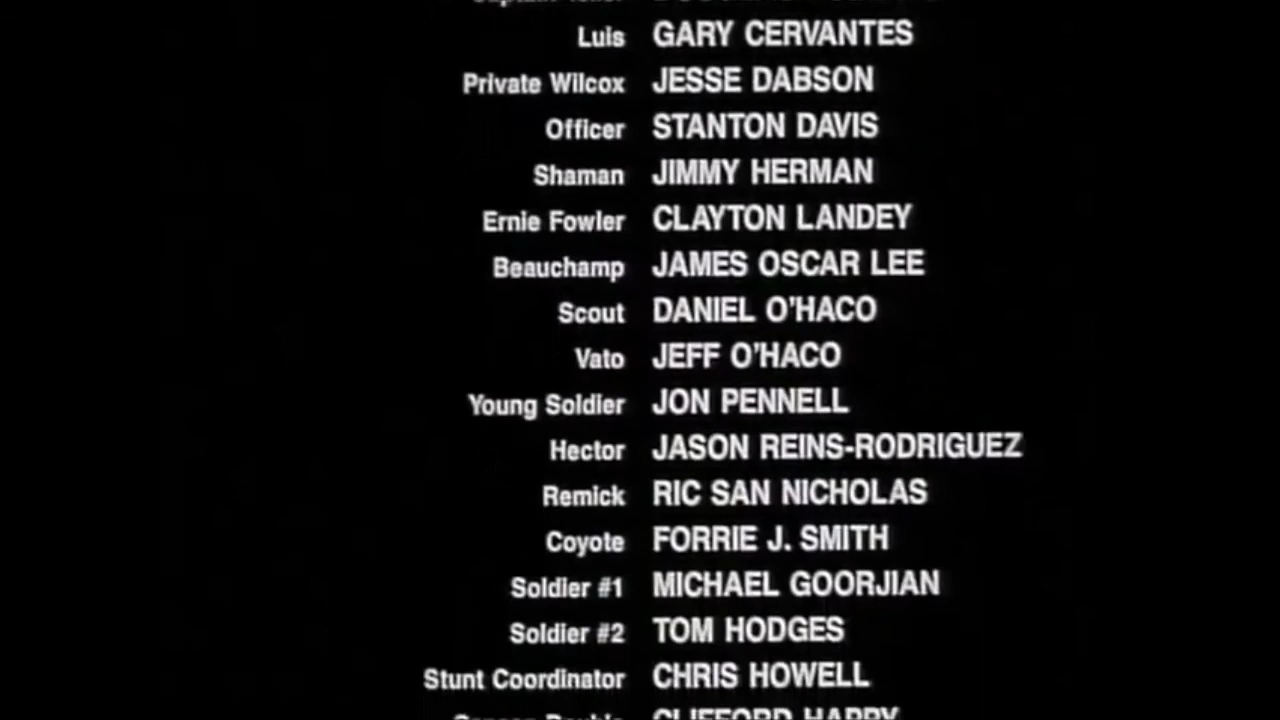 Luis GARY CERVANTES
Private Wilcox JESSE DABSON
Officer STANTON DAVIS
Shaman JIMMY HERMAN
Ernie Fowler CLAYTON LANDEY
Beauchamp JAMES OSCAR LEE
Scout DANIEL O'HACO
Vato JEFF O'HACO
Young Soldier JON PENNELL
Hector JASON REINS-RODRIGUEZ
Remick RIC SAN NICHOLAS
Coyote FORRIE J. SMITH
Soldier #1 MICHAEL GOORJIAN
Soldier #2 TOM HODGES
Stunt Coordinator CHRIS HOWELL
CLIFFORD HAPPY